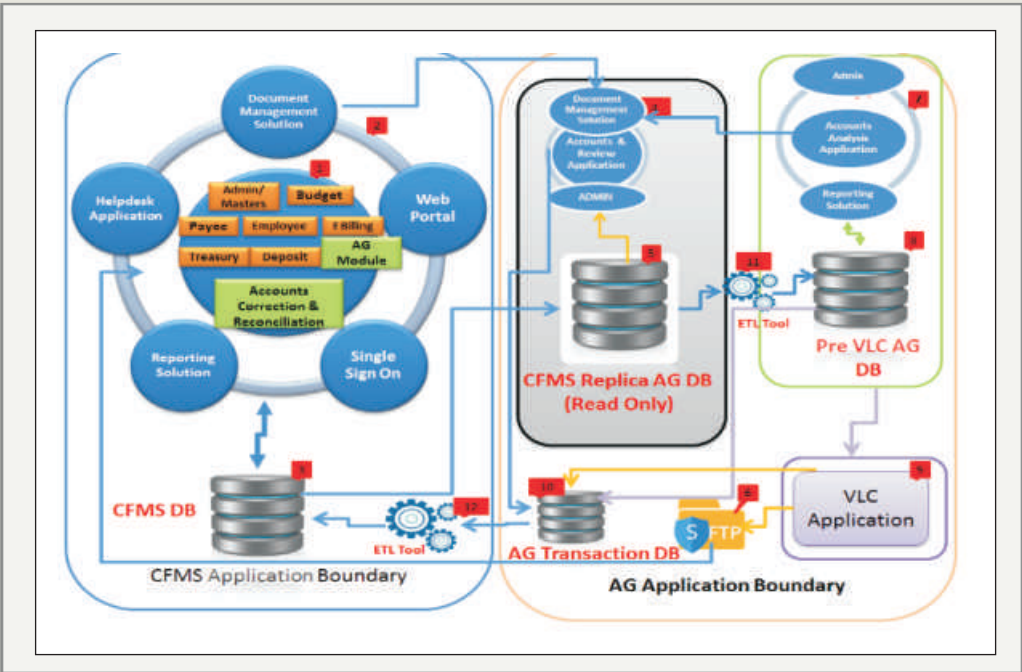 Document
Management
Solution
2
Helpdesk
Application
Web
Portal
1
Admin/
Masters
Budget
Payee
Employee
E Billing
Treasury
Deposit
AG
Module
Accounts
Correction &
Reconciliation
Reporting
Solution
Single
Sign On
3
CFMS DB
12
ETL Tool
CFMS Application Boundary
Document
Management
Solution
4
Accounts &
Review
Application
ADMIN
5
CFMS Replica AG DB
(Read Only)
11
ETL Tool
Admin
7
Accounts
Analysis
Application
Reporting
Solution
8
Pre VLC AG
DB
10
AG Transaction DB
6
S
FTP
9
VLC
Application
AG Application Boundary